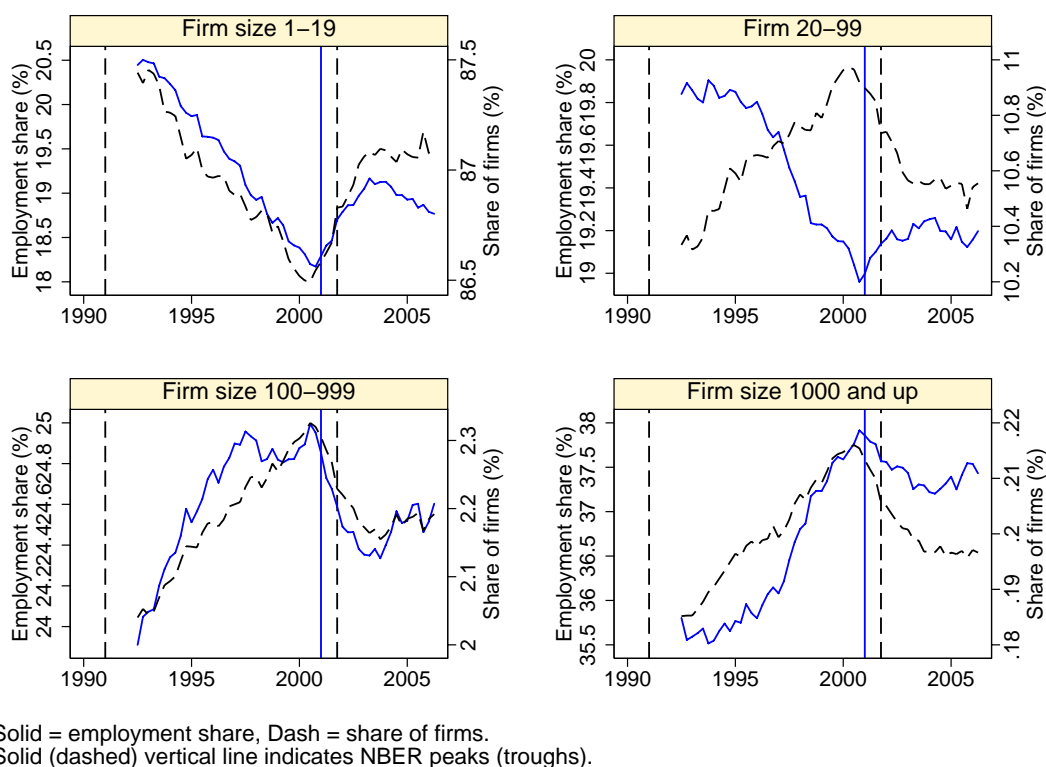 Firm size 1−19
Employment share (%)
18 18.5 19 19.5 20 20.5
Share of firms (%)
86.5 87 87.5
1990 1995 2000 2005
Firm 20−99
Employment share (%)
19 19.2 19.4 19.6 19.8 20
Share of firms (%)
10.2 10.4 10.6 10.8 11
1990 1995 2000 2005
Firm size 100−999
Employment share (%)
24 24.2 24.4 24.6 24.8 25
Share of firms (%)
2 2.1 2.2 2.3
1990 1995 2000 2005
Firm size 1000 and up
Employment share (%)
35.5 36 36.5 37 37.5 38
Share of firms (%)
.18 .19 .2 .21 .22
1990 1995 2000 2005
Solid = employment share, Dash = share of firms.
Solid (dashed) vertical line indicates NBER peaks (troughs).